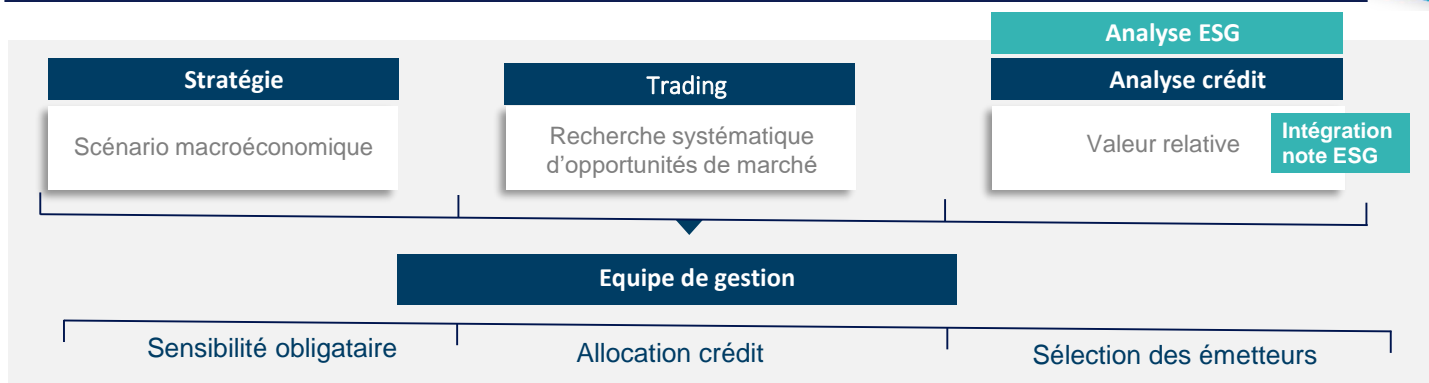 Analyse ESG
Stratégie
Trading
Analyse crédit
Scénario macroéconomique
Recherche systématique
d'opportunités de marché
Valeur relative
Intégration
note ESG
Equipe de gestion
Sensibilité obligataire
Allocation crédit
Sélection des émetteurs